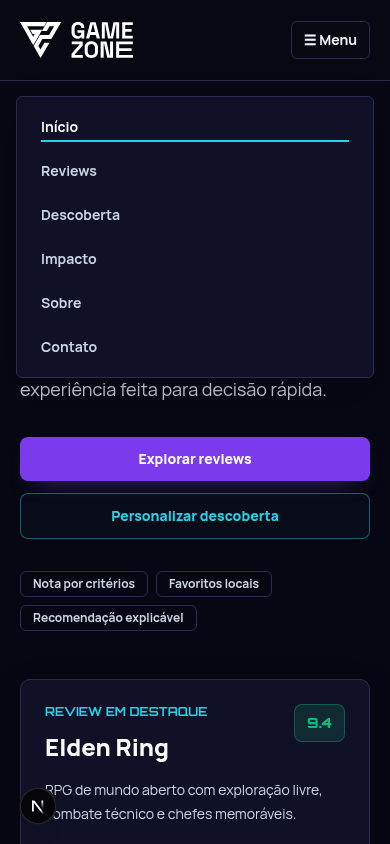 GAME
ZONE
☰ Menu
Início
Reviews
Descoberta
Impacto
Sobre
Contato
experiência feita para decisão rápida.
Explorar reviews
Personalizar descoberta
Nota por critérios
Favoritos locais
Recomendação explicável
REVIEW EM DESTAQUE
9.4
Elden Ring
RPG de mundo aberto com exploração livre,
N
combate técnico e chefes memoráveis.